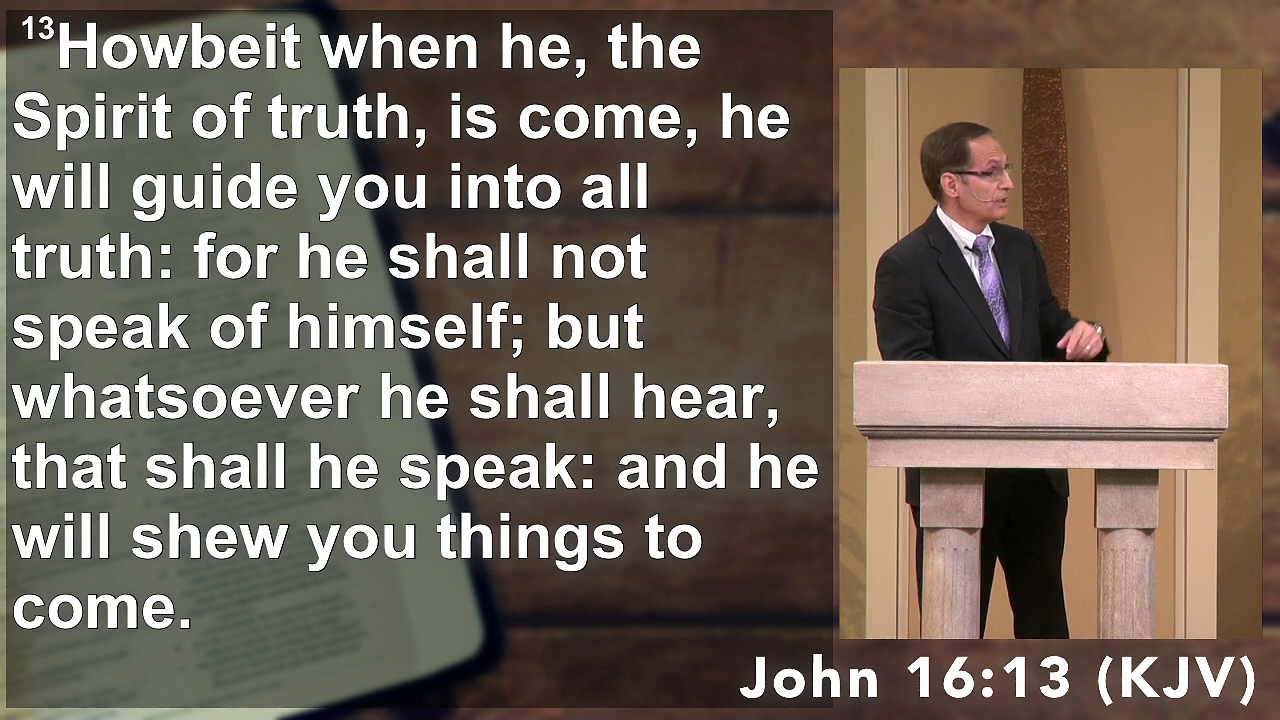 13Howbeit when he, the
Spirit of truth, is come, he
will guide you into all
truth: for he shall not
speak of himself; but
whatsoever he shall hear,
that shall he speak: and he
will shew you things to
come.
John 16:13 (KJV)